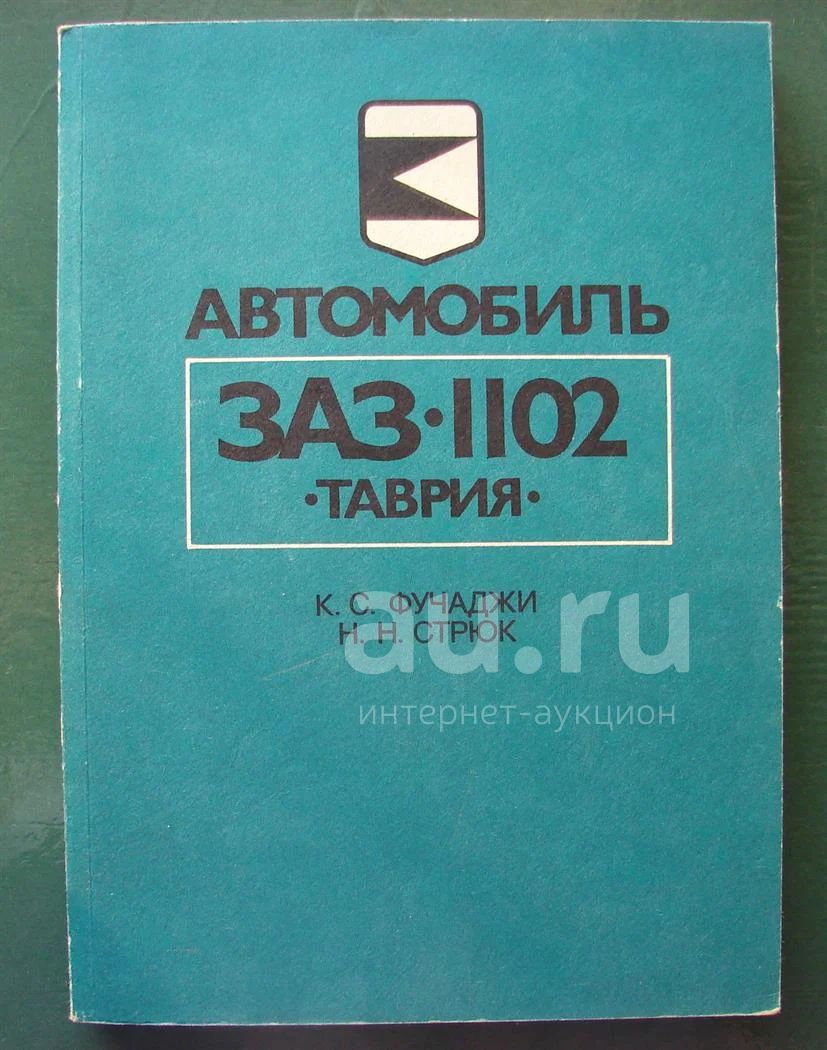 АВТОМОБИЛЬ
ЗАЗ·1102
·ТАВРИЯ·
К. С. ФУЧАДЖИ
Н. Н. СТРЮК
au.ru
интернет-аукцион